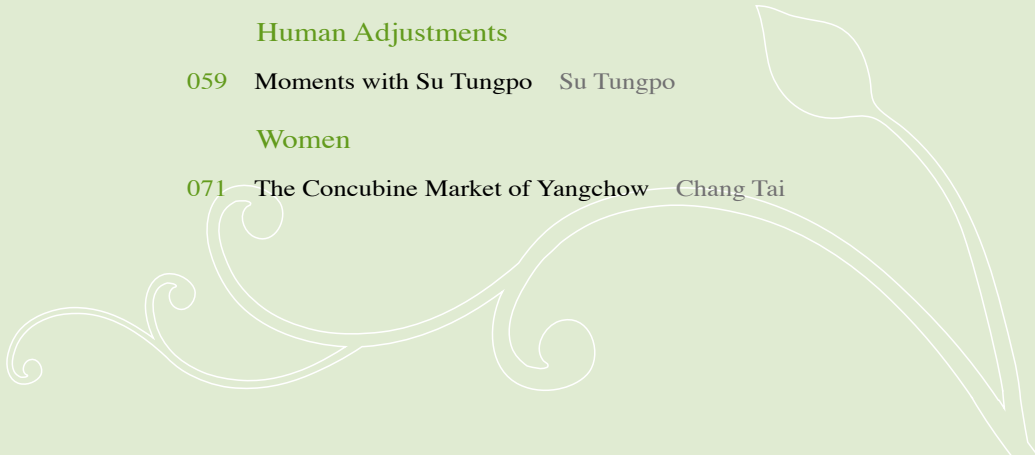 Human Adjustments
059 Moments with Su Tungpo Su Tungpo
Women
071 The Concubine Market of Yangchow Chang Tai